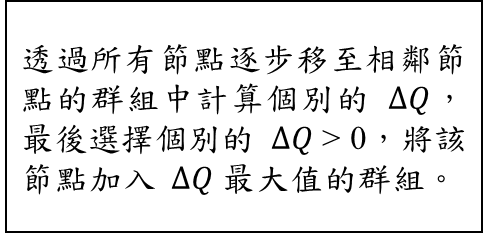 透過所有節點逐步移至相鄰節
點的群組中計算個別的 ΔQ，
最後選擇個別的 ΔQ > 0，將該
節點加入 ΔQ 最大值的群組。